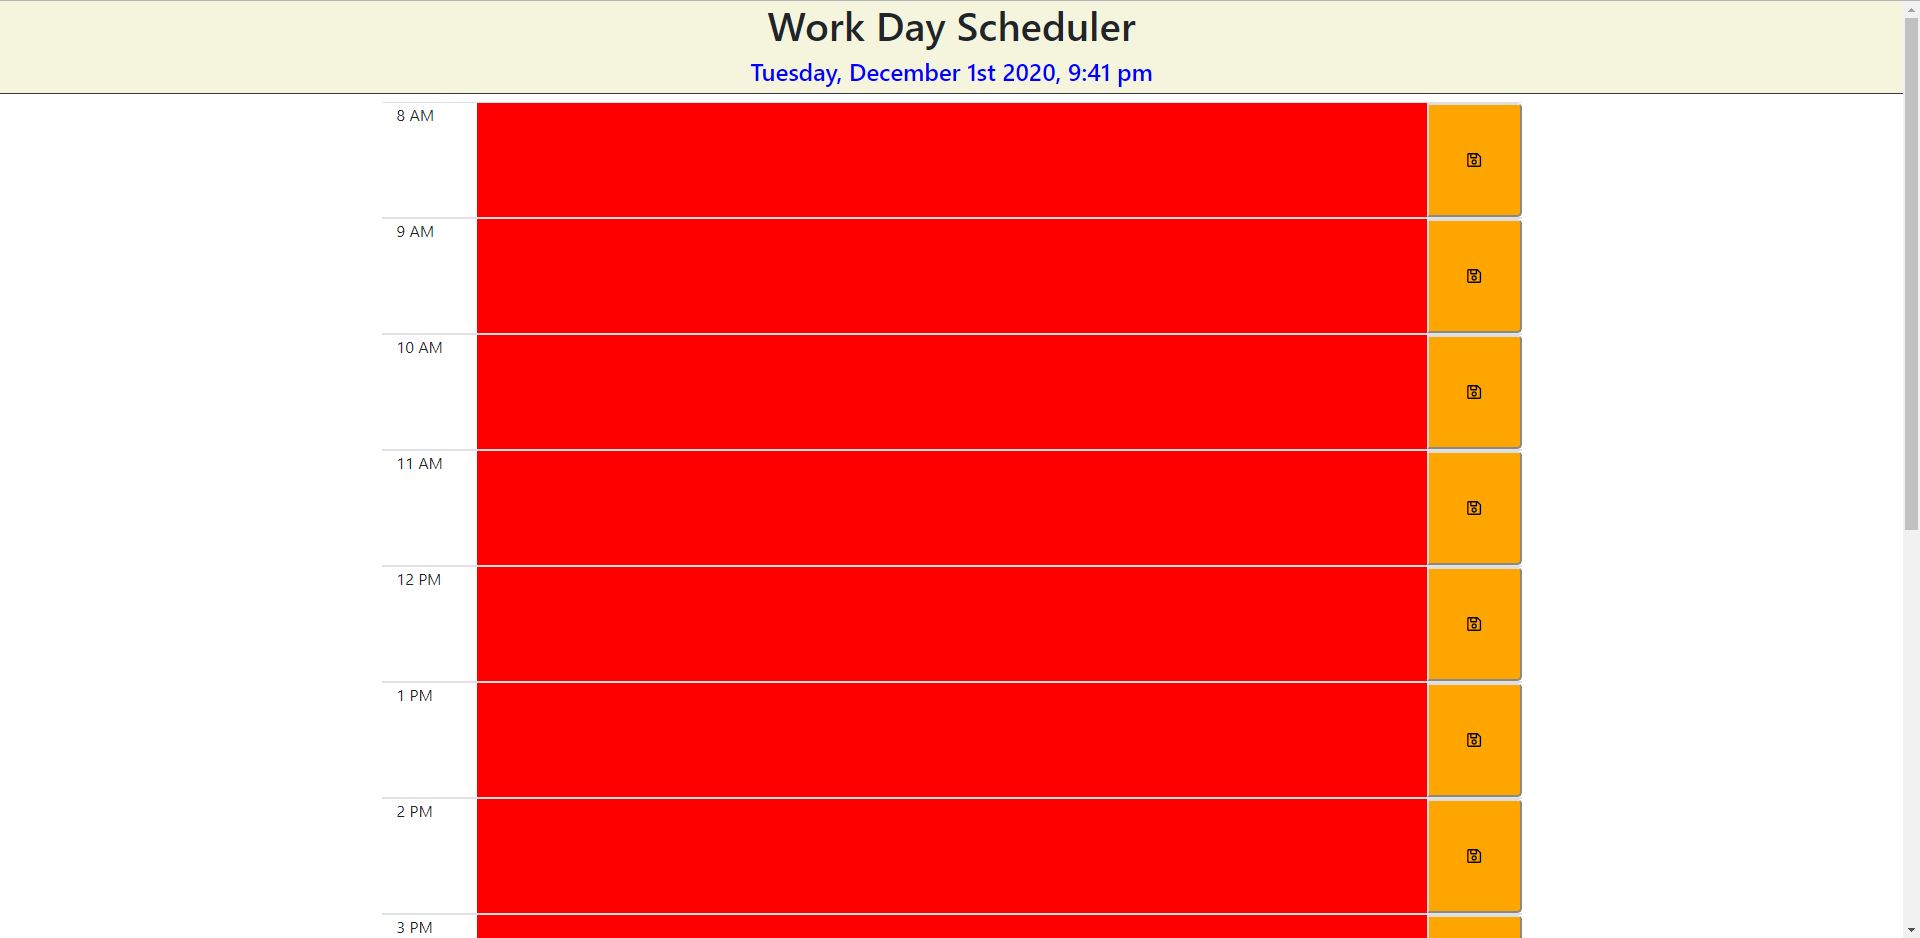 Work Day Scheduler
Tuesday, December 1st 2020, 9:41 pm
8 AM
9 AM
10 AM
11 AM
12 PM
1 PM
2 PM
3 PM